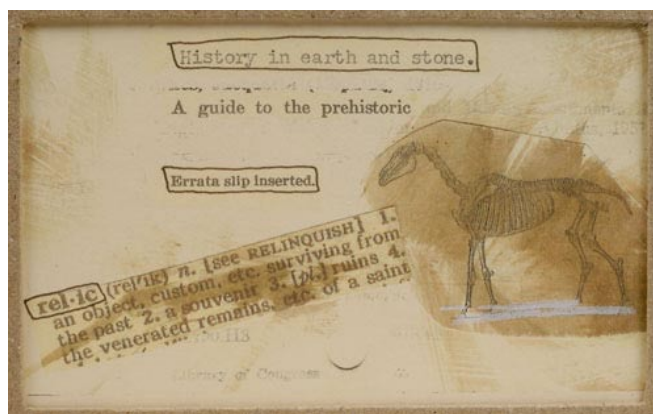 History in earth and stone.
A guide to the prehistoric
Errata slip inserted.
rel·ic (rel'ik) n. [see RELINQUISH] 1.
an object, custom, etc. surviving from
the past 2. a souvenir 3. [pl.] ruins 4.
the venerated remains, etc. of a saint
Library of Congress